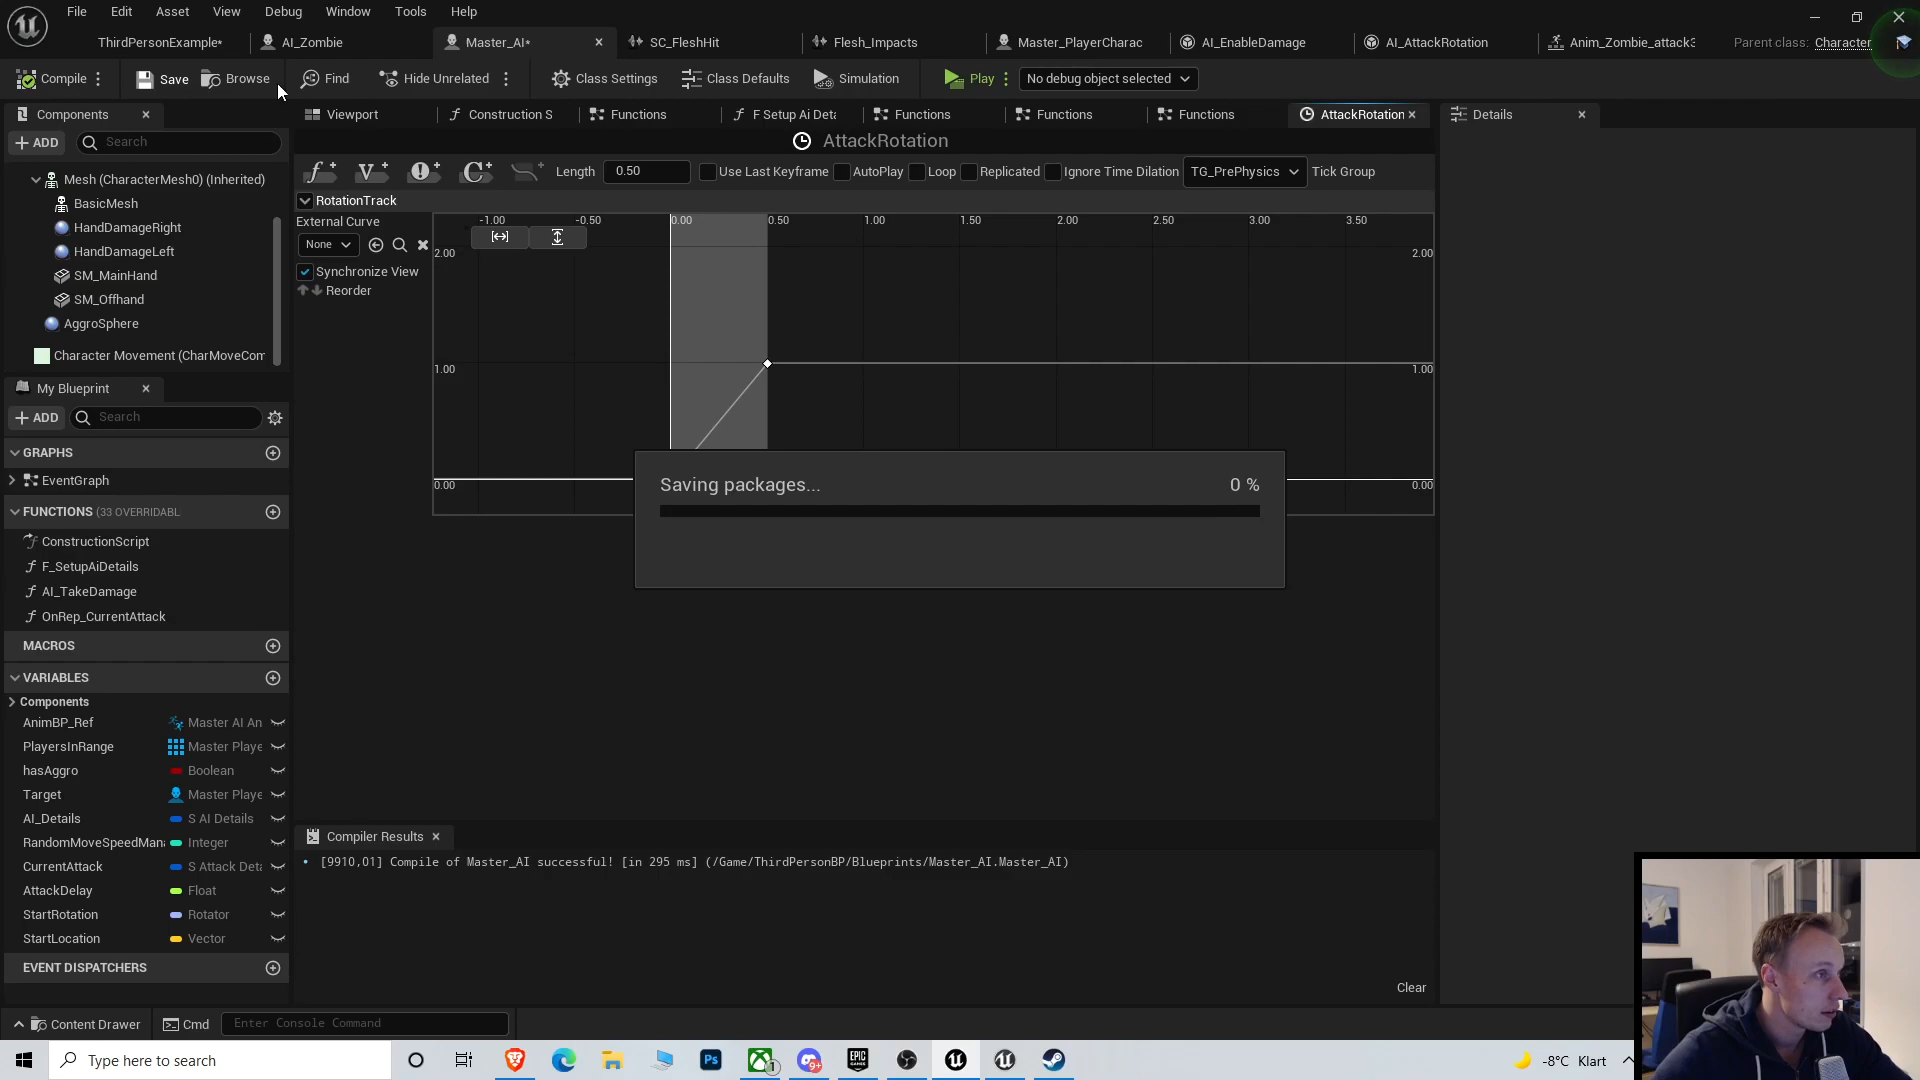 File Edit Asset View Debug Window Tools Help
ThirdPersonExample* AI_Zombie Master_AI* SC_FleshHit Flesh_Impacts Master_PlayerCharac AI_EnableDamage AI_AttackRotation Anim_Zombie_attack3 Parent class: Character
Compile Save Browse Find Hide Unrelated Class Settings Class Defaults Simulation Play No debug object selected
Components Viewport Construction S Functions F Setup Ai Deta Functions Functions Functions AttackRotation Details
ADD Search AttackRotation
Length 0.50 Use Last Keyframe AutoPlay Loop Replicated Ignore Time Dilation TG_PrePhysics Tick Group
Mesh (CharacterMesh0) (Inherited)
BasicMesh
HandDamageRight
HandDamageLeft
SM_MainHand
SM_Offhand
AggroSphere
Character Movement (CharMoveCom
RotationTrack
External Curve
None
Synchronize View
Reorder
-1.00 -0.50 0.00 0.50 1.00 1.50 2.00 2.50 3.00 3.50
2.00 2.00
1.00 1.00
0.00 0.00
Saving packages... 0 %
My Blueprint
ADD Search
GRAPHS
EventGraph
FUNCTIONS (33 OVERRIDABL
ConstructionScript
F_SetupAiDetails
AI_TakeDamage
OnRep_CurrentAttack
MACROS
VARIABLES
Components
AnimBP_Ref Master AI An
PlayersInRange Master Playe
hasAggro Boolean
Target Master Playe
AI_Details S AI Details
RandomMoveSpeedMana Integer
CurrentAttack S Attack Deta
AttackDelay Float
StartRotation Rotator
StartLocation Vector
EVENT DISPATCHERS
Compiler Results
[9910,01] Compile of Master_AI successful! [in 295 ms] (/Game/ThirdPersonBP/Blueprints/Master_AI.Master_AI)
Clear
Content Drawer Cmd Enter Console Command
Type here to search
-8°C Klart